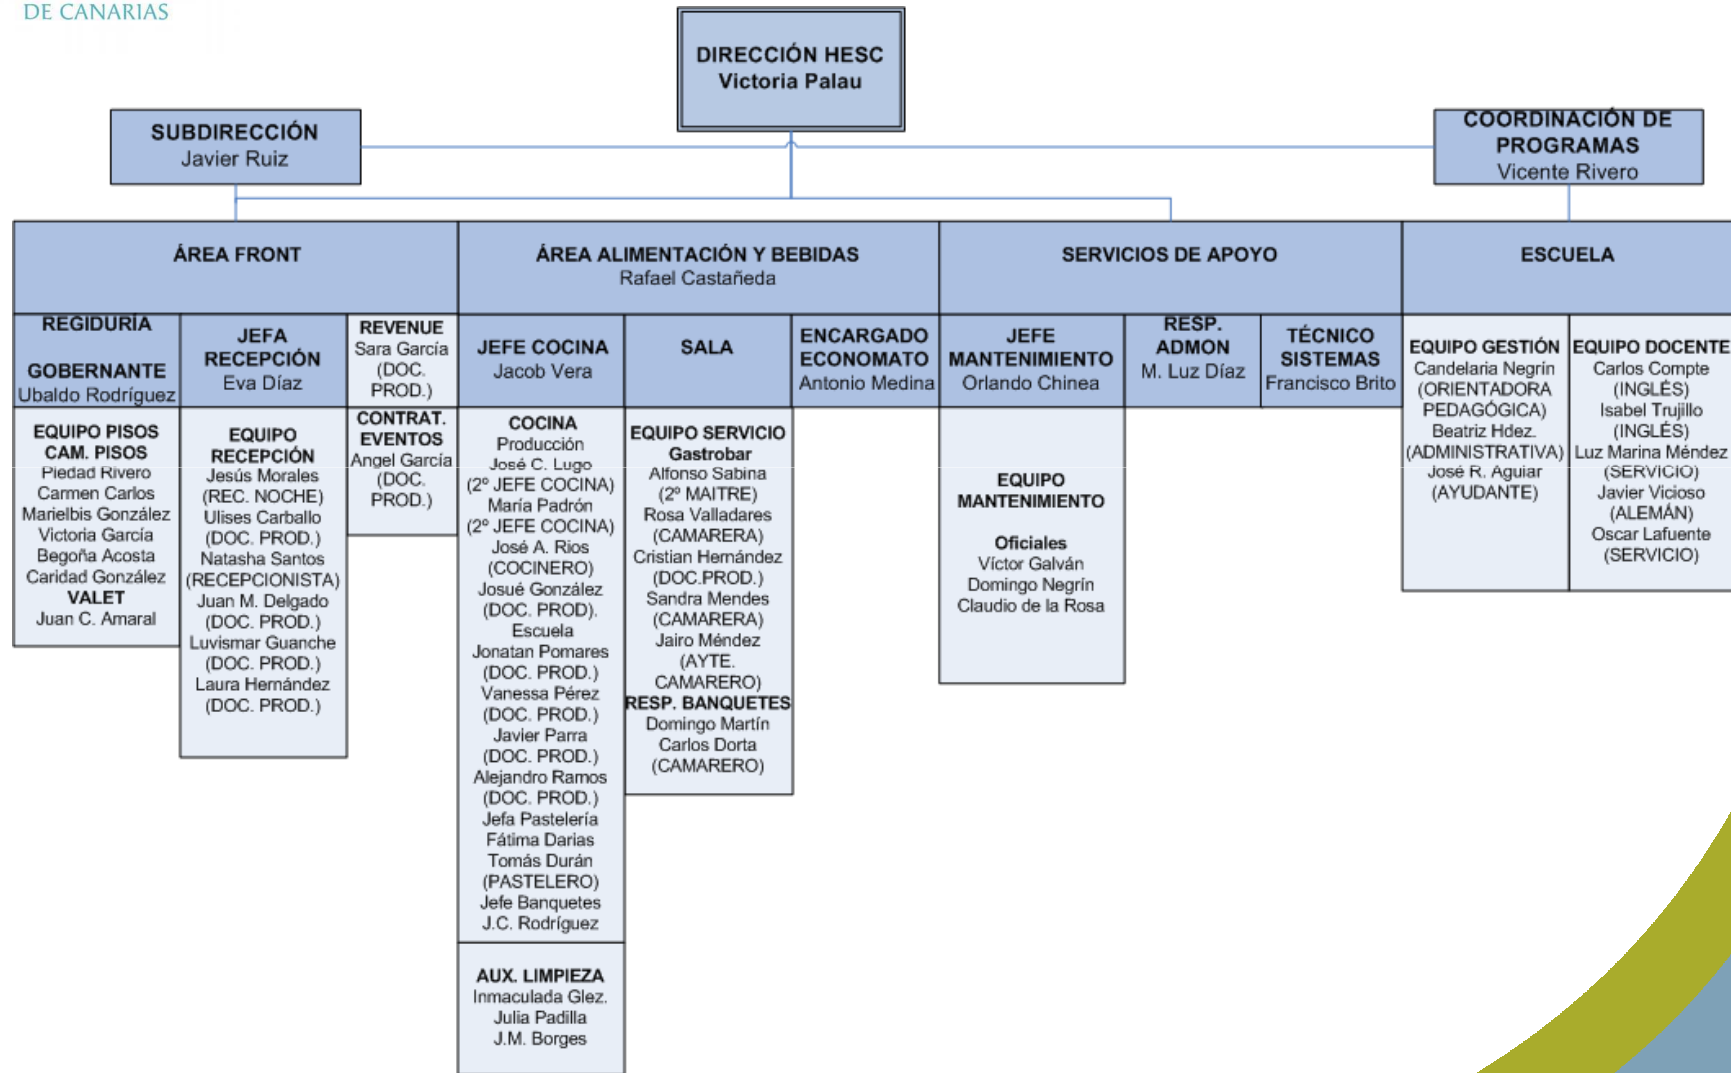 DE CANARIAS
DIRECCIÓN HESC
Victoria Palau
SUBDIRECCIÓN
Javier Ruiz
COORDINACIÓN DE
PROGRAMAS
Vicente Rivero
ÁREA FRONT
ÁREA ALIMENTACIÓN Y BEBIDAS
Rafael Castañeda
SERVICIOS DE APOYO
ESCUELA
REGIDURÍA
GOBERNANTE
Ubaldo Rodríguez
EQUIPO PISOS
CAM. PISOS
Piedad Rivero
Carmen Carlos
Marielbis González
Victoria García
Begoña Acosta
Caridad González
VALET
Juan C. Amaral
JEFA
RECEPCIÓN
Eva Díaz
EQUIPO
RECEPCIÓN
Jesús Morales
(REC. NOCHE)
Ulises Carballo
(DOC. PROD.)
Natasha Santos
(RECEPCIONISTA)
Juan M. Delgado
(DOC. PROD.)
Luvismar Guanche
(DOC. PROD.)
Laura Hernández
(DOC. PROD.)
REVENUE
Sara García
(DOC.
PROD.)
CONTRAT.
EVENTOS
Angel García
(DOC.
PROD.)
JEFE COCINA
Jacob Vera
COCINA
Producción
José C. Lugo
(2º JEFE COCINA)
María Padrón
(2º JEFE COCINA)
José A. Rios
(COCINERO)
Josué González
(DOC. PROD).
Escuela
Jonatan Pomares
(DOC. PROD.)
Vanessa Pérez
(DOC. PROD.)
Javier Parra
(DOC. PROD.)
Alejandro Ramos
(DOC. PROD.)
Jefa Pastelería
Fátima Darias
Tomás Durán
(PASTELERO)
Jefe Banquetes
J.C. Rodríguez
AUX. LIMPIEZA
Inmaculada Glez.
Julia Padilla
J.M. Borges
SALA
EQUIPO SERVICIO
Gastrobar
Alfonso Sabina
(2º MAITRE)
Rosa Valladares
(CAMARERA)
Cristian Hernández
(DOC.PROD.)
Sandra Mendes
(CAMARERA)
Jairo Méndez
(AYTE.
CAMARERO)
RESP. BANQUETES
Domingo Martín
Carlos Dorta
(CAMARERO)
ENCARGADO
ECONOMATO
Antonio Medina
JEFE
MANTENIMIENTO
Orlando Chinea
EQUIPO
MANTENIMIENTO
Oficiales
Víctor Galván
Domingo Negrín
Claudio de la Rosa
RESP.
ADMON
M. Luz Díaz
TÉCNICO
SISTEMAS
Francisco Brito
EQUIPO GESTIÓN
Candelaria Negrín
(ORIENTADORA
PEDAGÓGICA)
Beatriz Hdez.
(ADMINISTRATIVA)
José R. Aguiar
(AYUDANTE)
EQUIPO DOCENTE
Carlos Compte
(INGLÉS)
Isabel Trujillo
(INGLÉS)
Luz Marina Méndez
(SERVICIO)
Javier Vicioso
(ALEMÁN)
Oscar Lafuente
(SERVICIO)